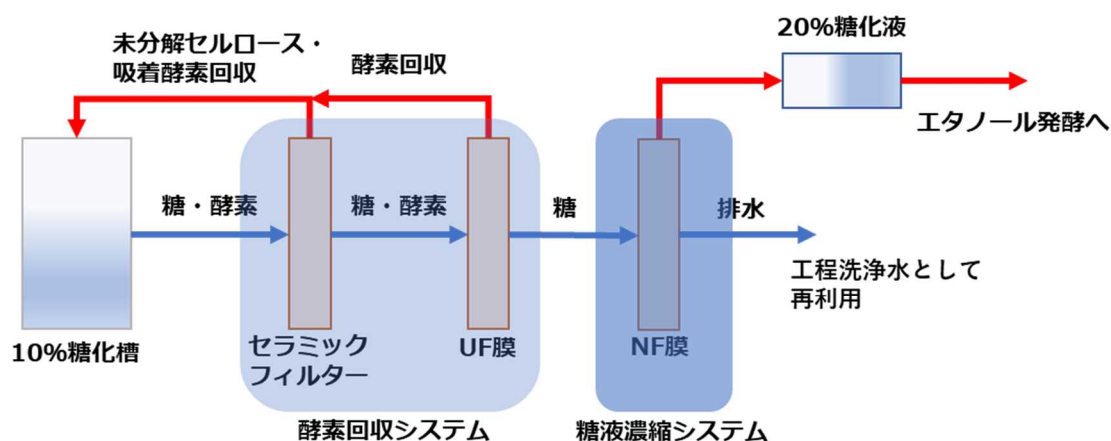 20%糖化液
未分解セルロース・
吸着酵素回収
酵素回収
エタノール発酵へ
糖・酵素
糖・酵素
糖
排水
工程洗浄水として
再利用
10%糖化槽
セラミック
フィルター
UF膜
NF膜
酵素回収システム
糖液濃縮システム